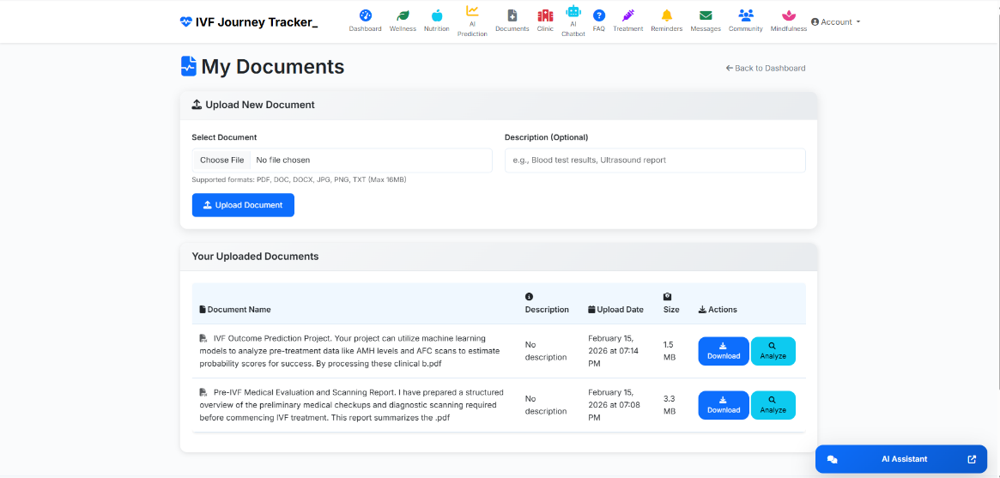 IVF Journey Tracker_
Dashboard
Wellness
Nutrition
AI
Prediction
Documents
Clinic
AI
Chatbot
FAQ
Treatment
Reminders
Messages
Community
Mindfulness
Account
My Documents
Back to Dashboard
Upload New Document
Select Document
Description (Optional)
Choose File No file chosen
e.g., Blood test results, Ultrasound report
Supported formats: PDF, DOC, DOCX, JPG, PNG, TXT (Max 16MB)
Upload Document
Your Uploaded Documents
Document Name
Description
Upload Date
Size
Actions
IVF Outcome Prediction Project. Your project can utilize machine learning
models to analyze pre-treatment data like AMH levels and AFC scans to estimate
probability scores for success. By processing these clinical b.pdf
No
description
February 15,
2026 at 07:14
PM
1.5
MB
Download
Analyze
Pre-IVF Medical Evaluation and Scanning Report. I have prepared a structured
overview of the preliminary medical checkups and diagnostic scanning required
before commencing IVF treatment. This report summarizes the .pdf
No
description
February 15,
2026 at 07:08
PM
3.3
MB
Download
Analyze
AI Assistant